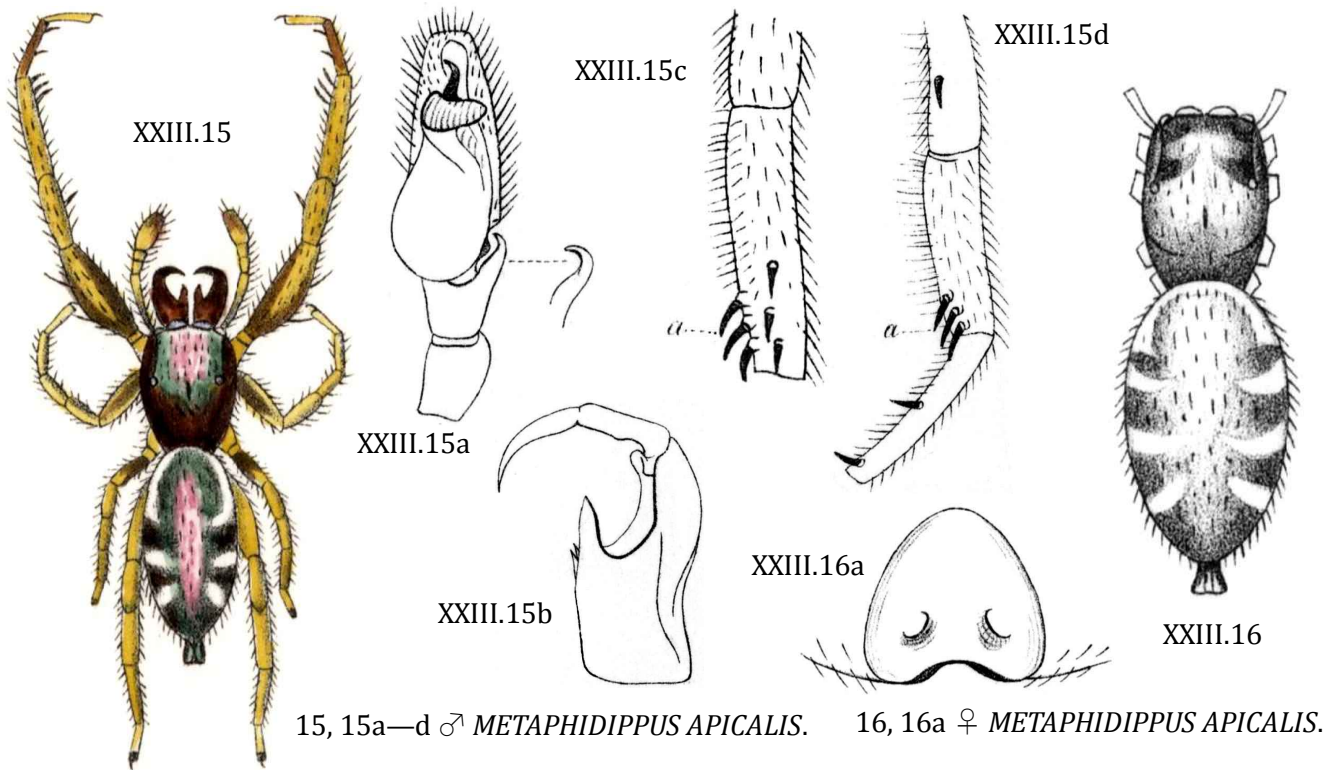 XXIII.15
XXIII.15c
XXIII.15d
a
a
XXIII.15a
XXIII.15b
XXIII.16a
XXIII.16
15, 15a—d ♂ METAPHIDIPPUS APICALIS.
16, 16a ♀ METAPHIDIPPUS APICALIS.